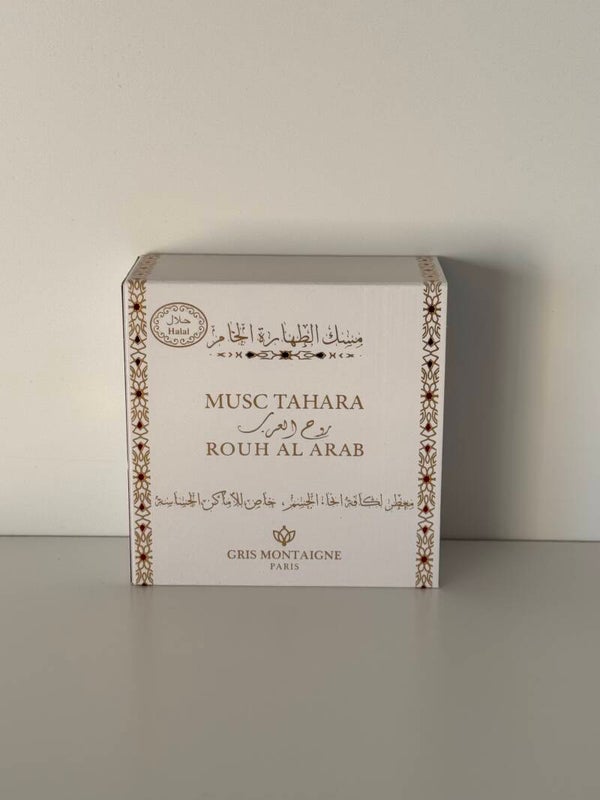 حلال
Halal
مسك الطهارة الخام
MUSC TAHARA
روح العرب
ROUH AL ARAB
معطر لكافة انحاء الجسم، خاص للأماكن الحساسة
GRIS MONTAIGNE
PARIS